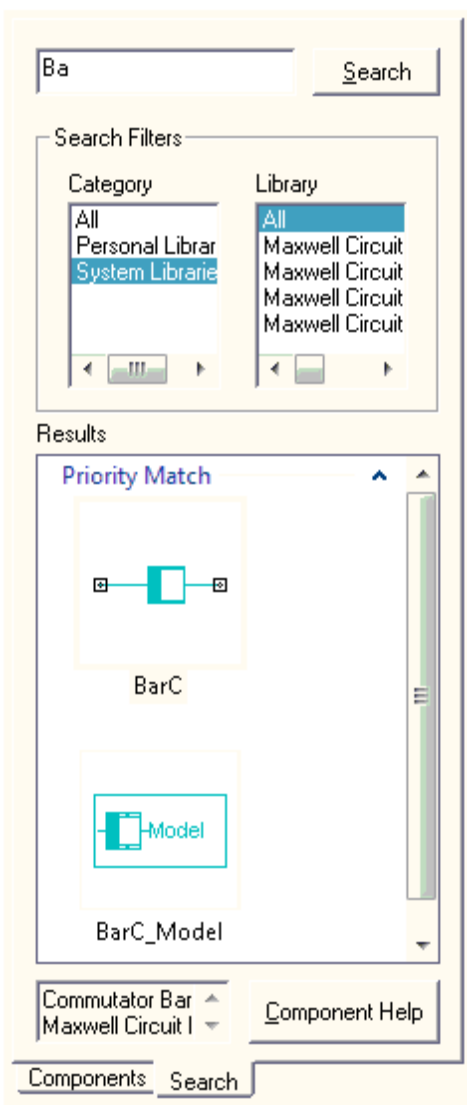 Ba
Search
Search Filters
Category
Library
All
Personal Librar
System Librarie
All
Maxwell Circuit
Maxwell Circuit
Maxwell Circuit
Maxwell Circuit
Results
Priority Match
BarC
Model
BarC_Model
Commutator Bar
Maxwell Circuit
Component Help
Components
Search